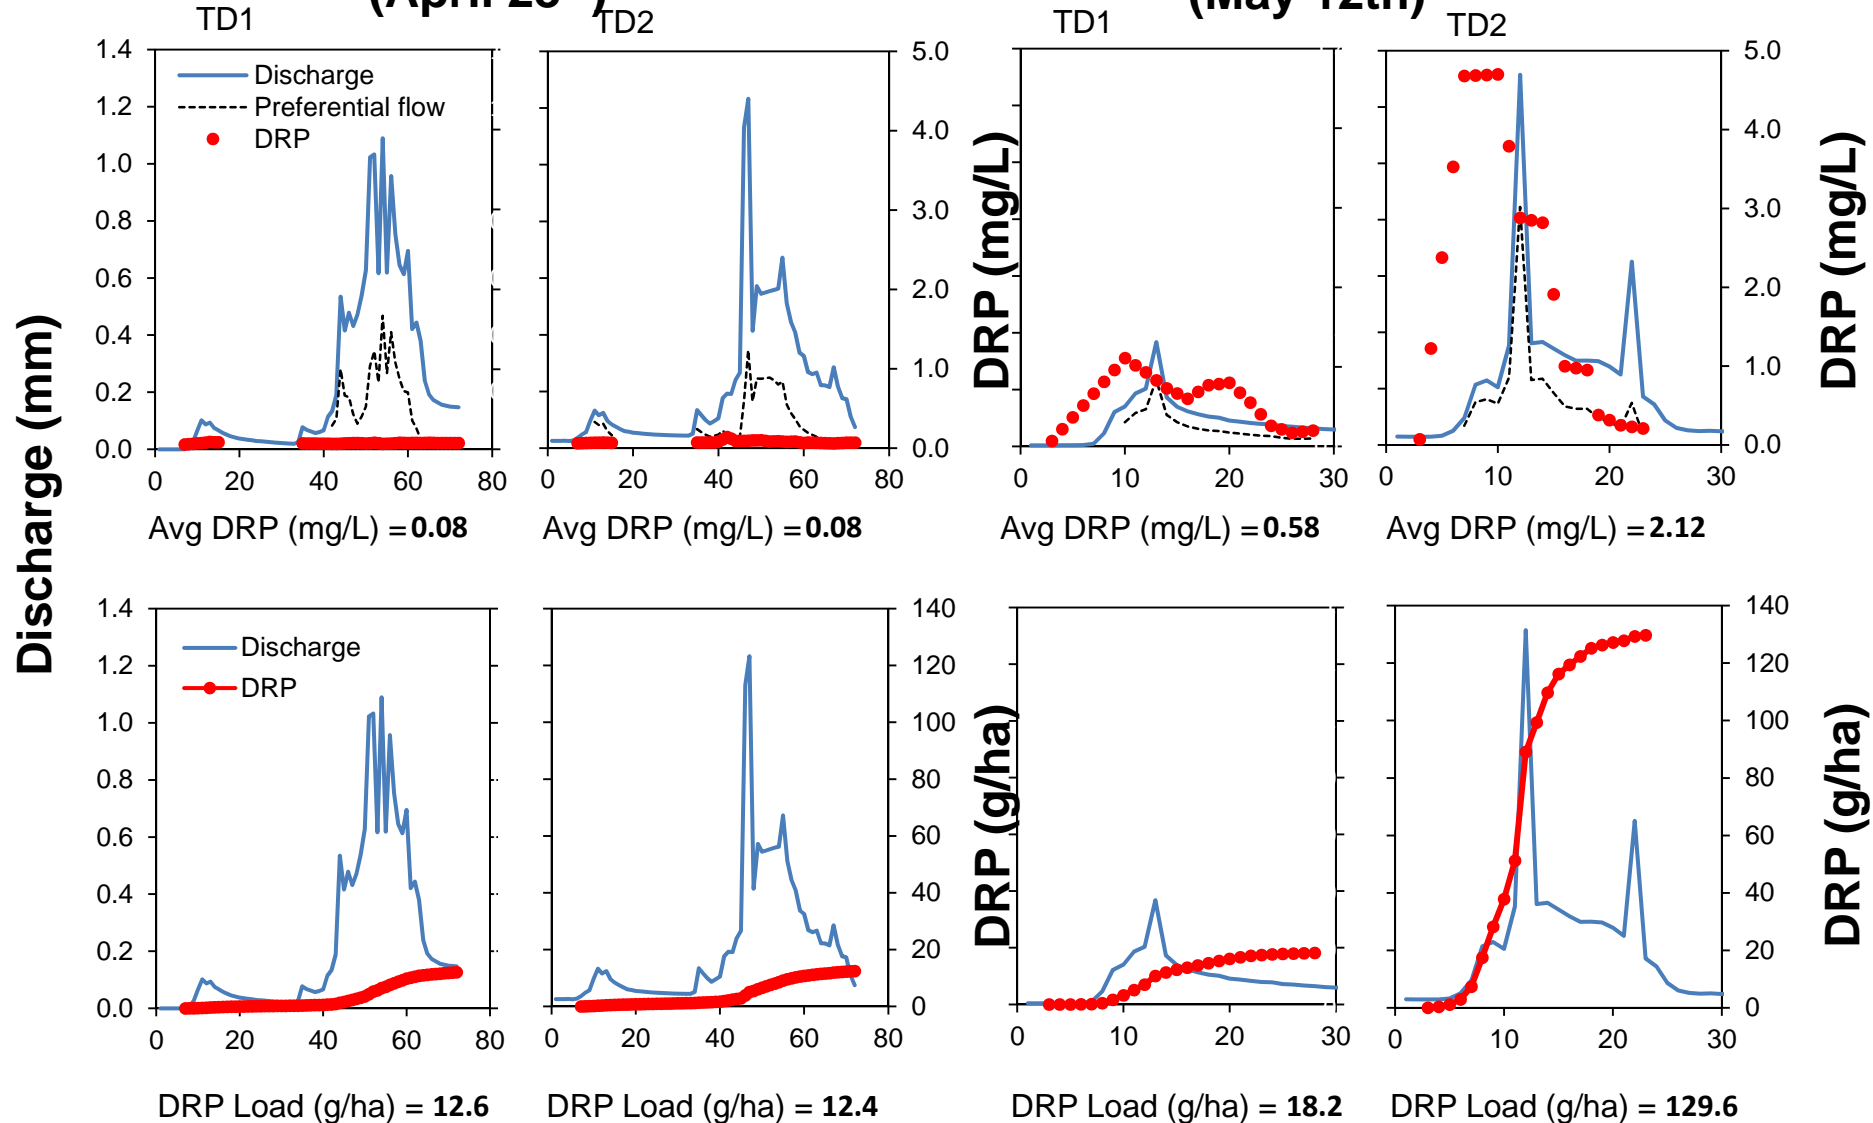 (April 28 )
(May 12th)
TD1
TD2
TD1
TD2
Discharge (mm)
1.4
1.2
1.0
0.8
0.6
0.4
0.2
0.0
Discharge
Preferential flow
DRP
0 20 40 60 80
0 20 40 60 80
5.0
4.0
3.0
2.0
1.0
0.0
DRP (mg/L)
0 10 20 30
0 10 20 30
5.0
4.0
3.0
2.0
1.0
0.0
DRP (mg/L)
Avg DRP (mg/L) = 0.08
Avg DRP (mg/L) = 0.08
Avg DRP (mg/L) = 0.58
Avg DRP (mg/L) = 2.12
1.4
1.2
1.0
0.8
0.6
0.4
0.2
0.0
Discharge
DRP
0 20 40 60 80
0 20 40 60 80
140
120
100
80
60
40
20
0
DRP (g/ha)
0 10 20 30
0 10 20 30
140
120
100
80
60
40
20
0
DRP (g/ha)
DRP Load (g/ha) = 12.6
DRP Load (g/ha) = 12.4
DRP Load (g/ha) = 18.2
DRP Load (g/ha) = 129.6